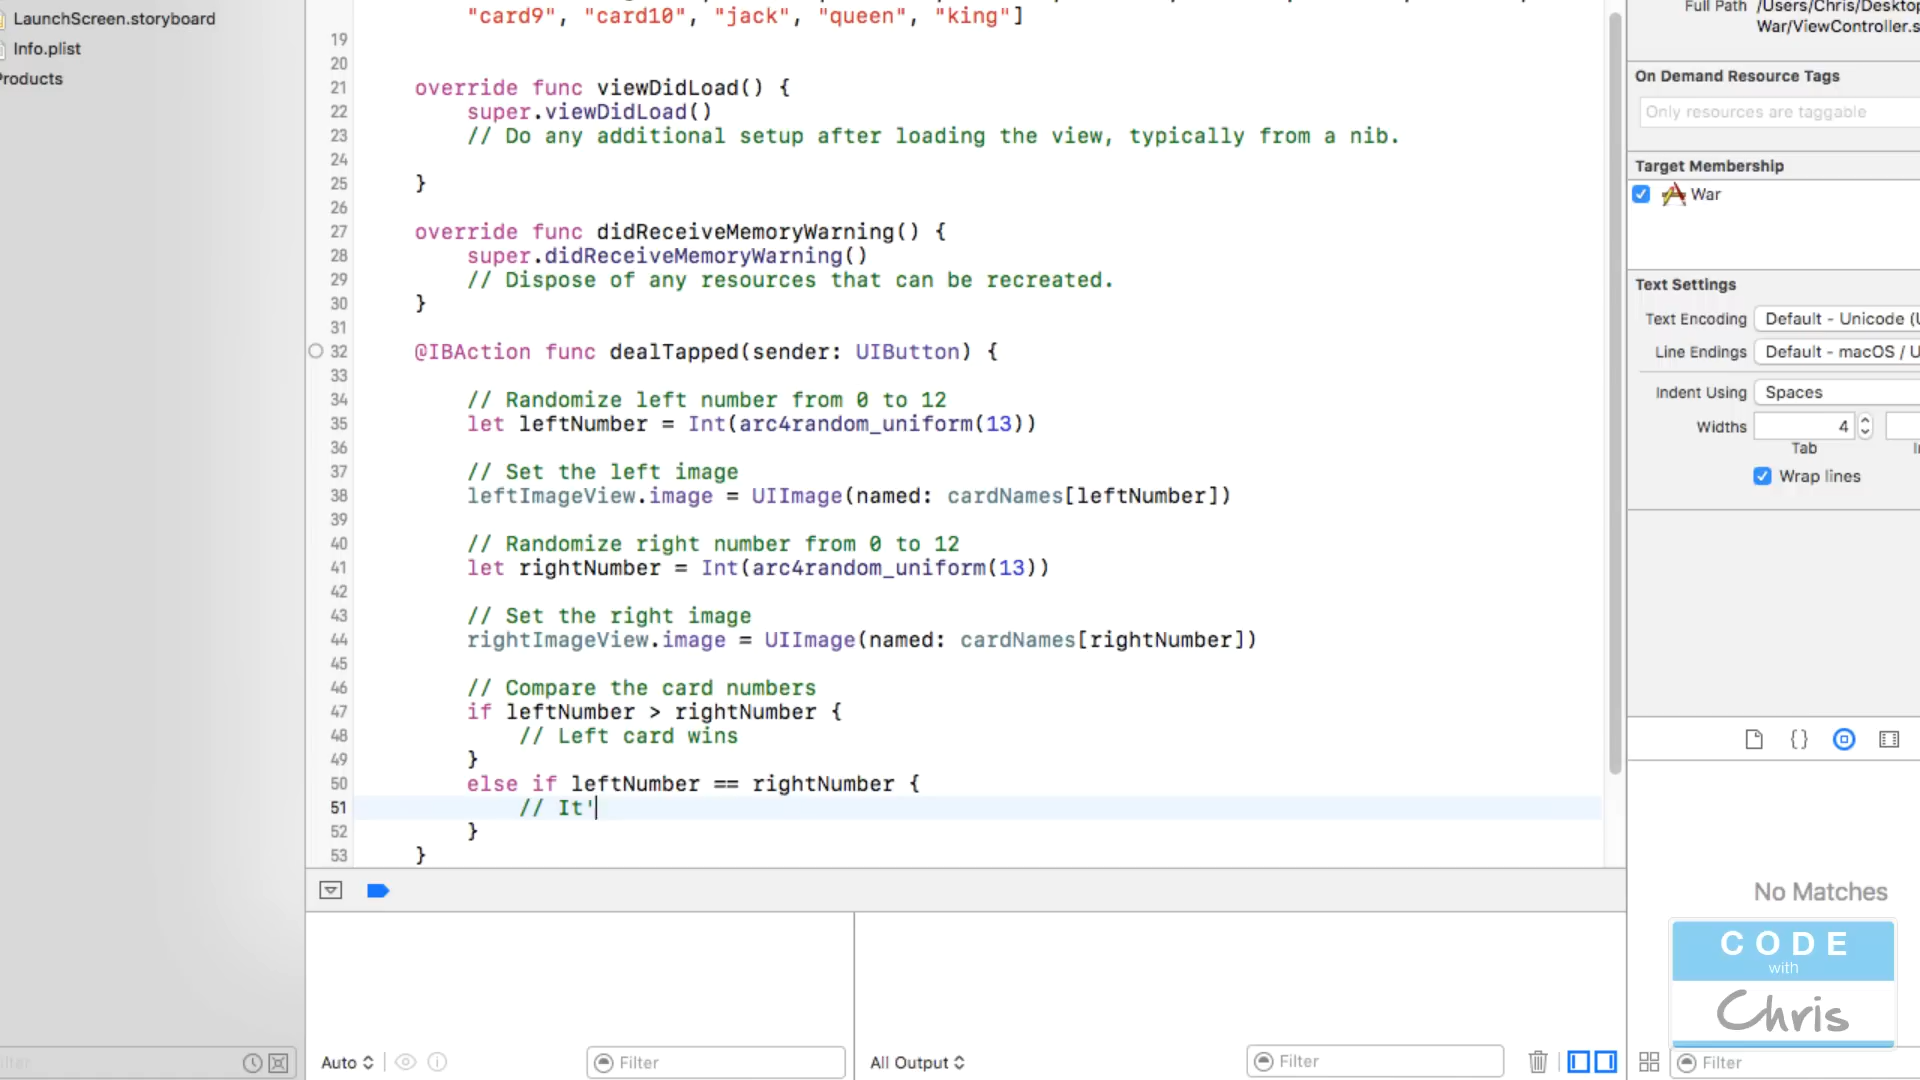 LaunchScreen.storyboard
Info.plist
Products
"card9", "card10", "jack", "queen", "king"]
19
20
21 override func viewDidLoad() {
22 super.viewDidLoad()
23 // Do any additional setup after loading the view, typically from a nib.
24
25 }
26
27 override func didReceiveMemoryWarning() {
28 super.didReceiveMemoryWarning()
29 // Dispose of any resources that can be recreated.
30 }
31
32 @IBAction func dealTapped(sender: UIButton) {
33
34 // Randomize left number from 0 to 12
35 let leftNumber = Int(arc4random_uniform(13))
36
37 // Set the left image
38 leftImageView.image = UIImage(named: cardNames[leftNumber])
39
40 // Randomize right number from 0 to 12
41 let rightNumber = Int(arc4random_uniform(13))
42
43 // Set the right image
44 rightImageView.image = UIImage(named: cardNames[rightNumber])
45
46 // Compare the card numbers
47 if leftNumber > rightNumber {
48 // Left card wins
49 }
50 else if leftNumber == rightNumber {
51 // It'
52 }
53 }
Auto
Filter
All Output
Filter
Full Path /Users/Chris/Desktop
War/ViewController.s
On Demand Resource Tags
Only resources are taggable
Target Membership
War
Text Settings
Text Encoding Default - Unicode (U
Line Endings Default - macOS / U
Indent Using Spaces
Widths 4
Tab
Wrap lines
{}
No Matches
CODE
with
Chris
Filter